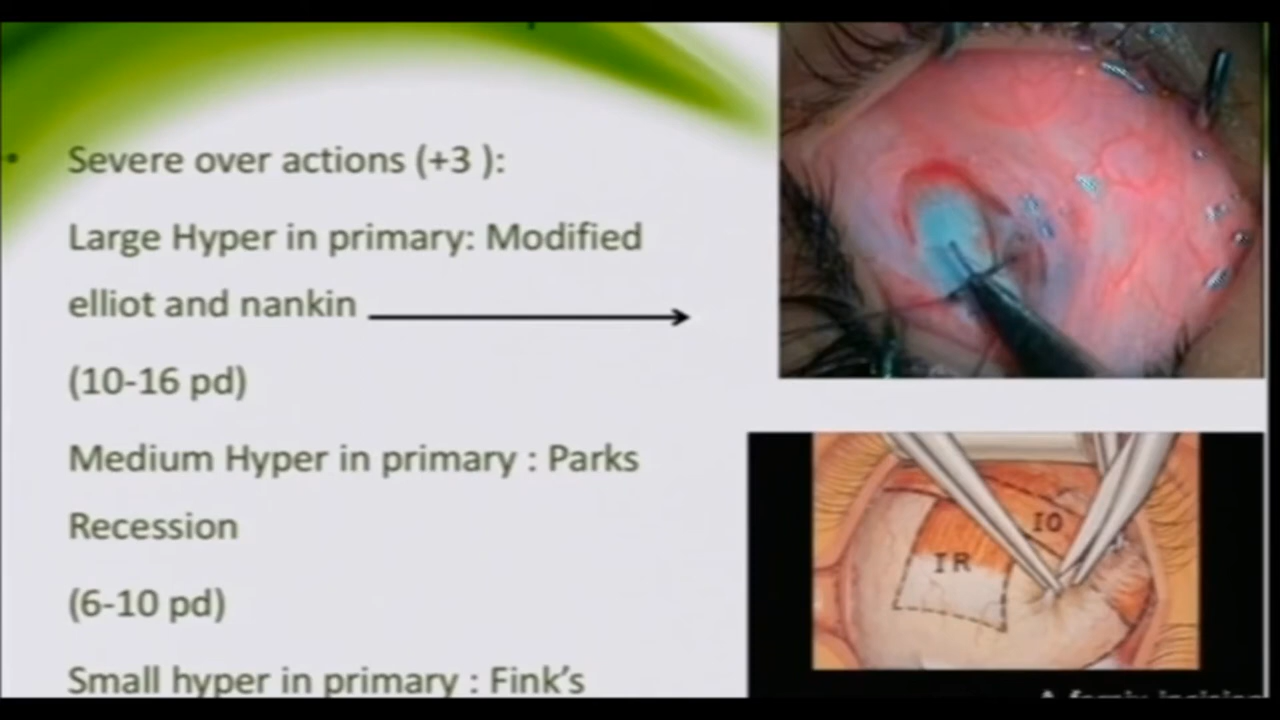 Severe over actions (+3 ):
Large Hyper in primary: Modified
elliot and nankin
(10-16 pd)
Medium Hyper in primary : Parks
Recession
(6-10 pd)
Small hyper in primary : Fink's
IO
IR